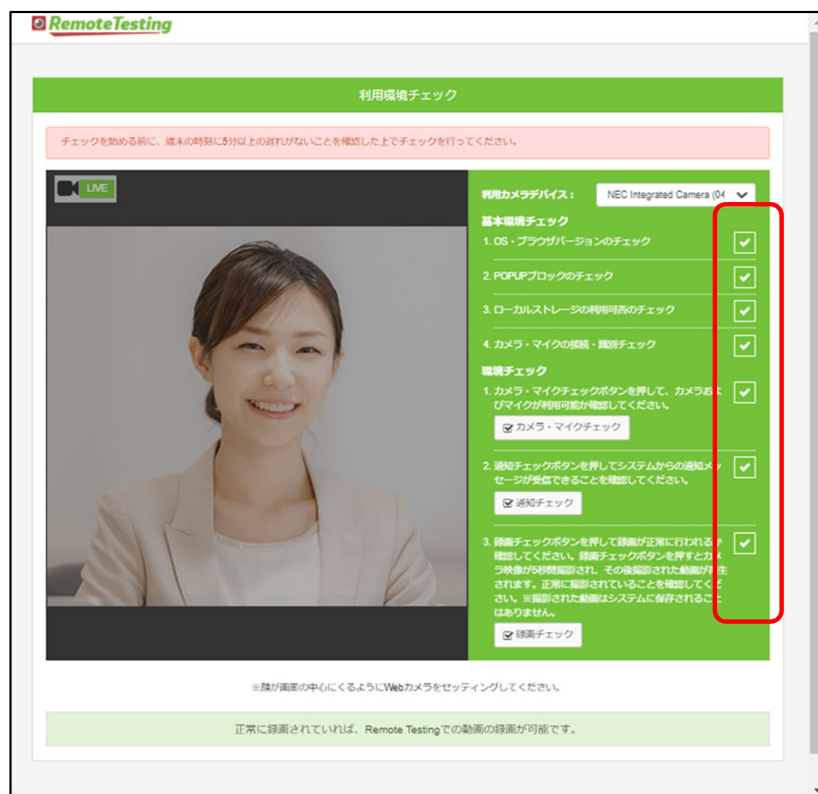 RemoteTesting
利用環境チェック
チェックを始める前に、端末の時刻に5分以上の遅れがないことを確認した上でチェックを行ってください。
LIVE
利用カメラデバイス：
NEC Integrated Camera (04
基本環境チェック
1. OS・ブラウザバージョンのチェック
2. POPUPブロックのチェック
3. ローカルストレージの利用可否のチェック
4. カメラ・マイクの接続・識別チェック
環境チェック
1. カメラ・マイクチェックボタンを押して、カメラおよ
びマイクが利用可能か確認してください。
カメラ・マイクチェック
2. 通知チェックボタンを押してシステムからの通知メッ
セージが受信できることを確認してください。
通知チェック
3. 録画チェックボタンを押して録画が正常に行われるか
確認してください。録画チェックボタンを押すとカメ
ラ映像が5秒間撮影され、その後撮影された動画が再生
されます。正常に撮影されていることを確認してくだ
さい。※撮影された動画はシステムに保存されること
はありません。
録画チェック
※顔が画面の中心にくるようにWebカメラをセッティングしてください。
正常に録画されていれば、Remote Testingでの動画の録画が可能です。